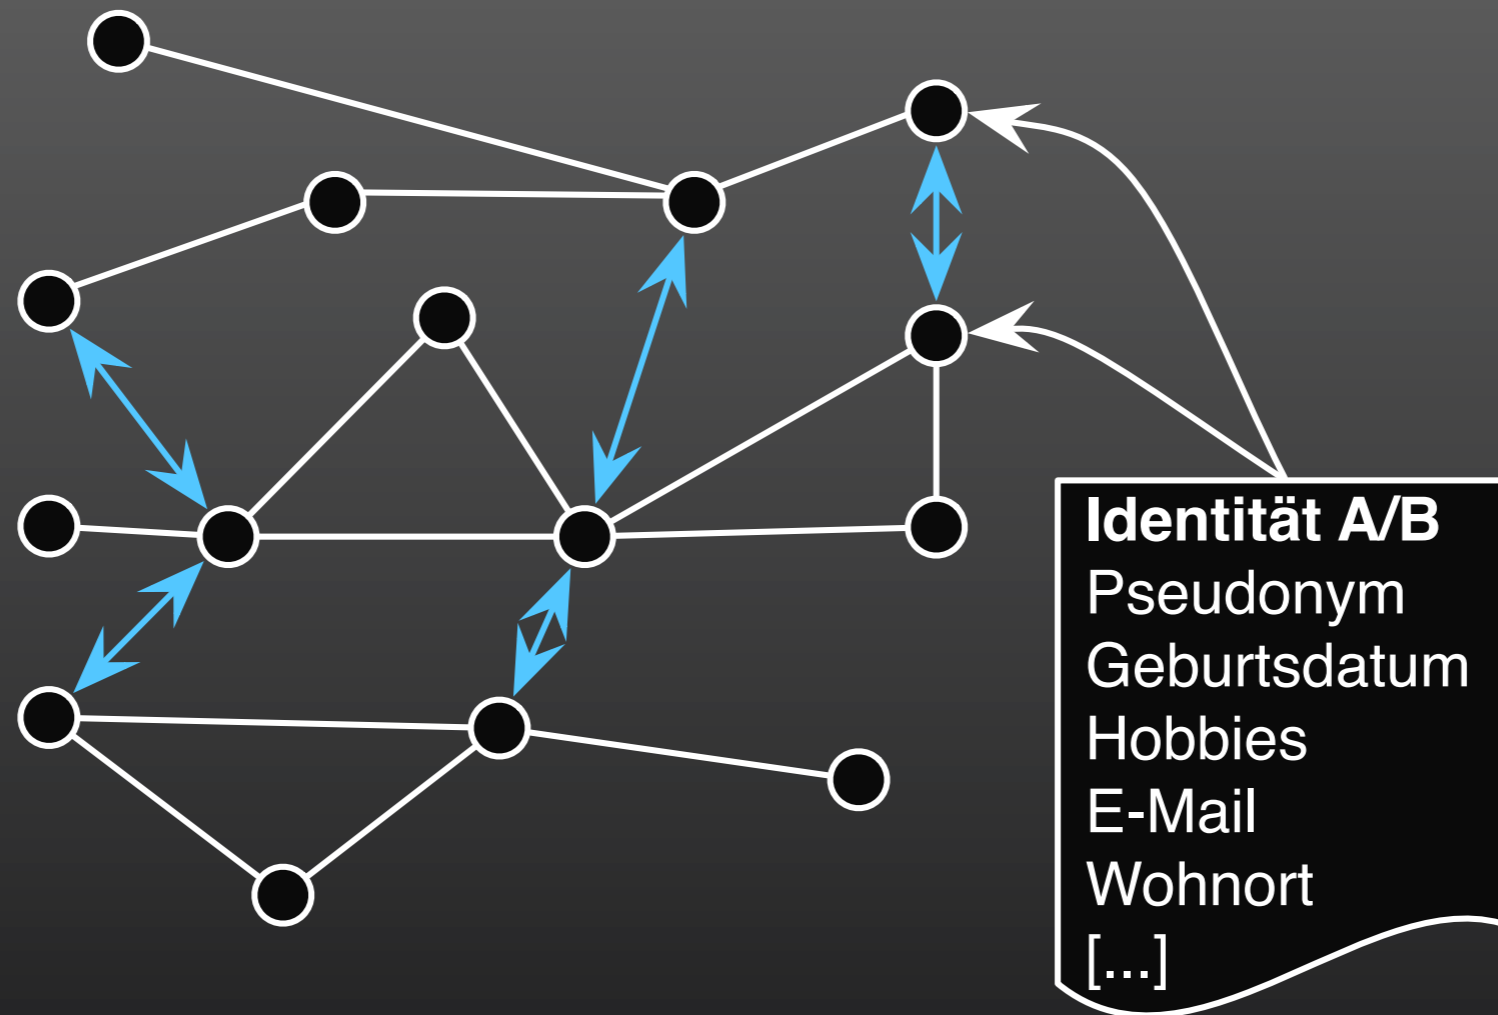 Identität A/B
Pseudonym
Geburtsdatum
Hobbies
E-Mail
Wohnort
[...]